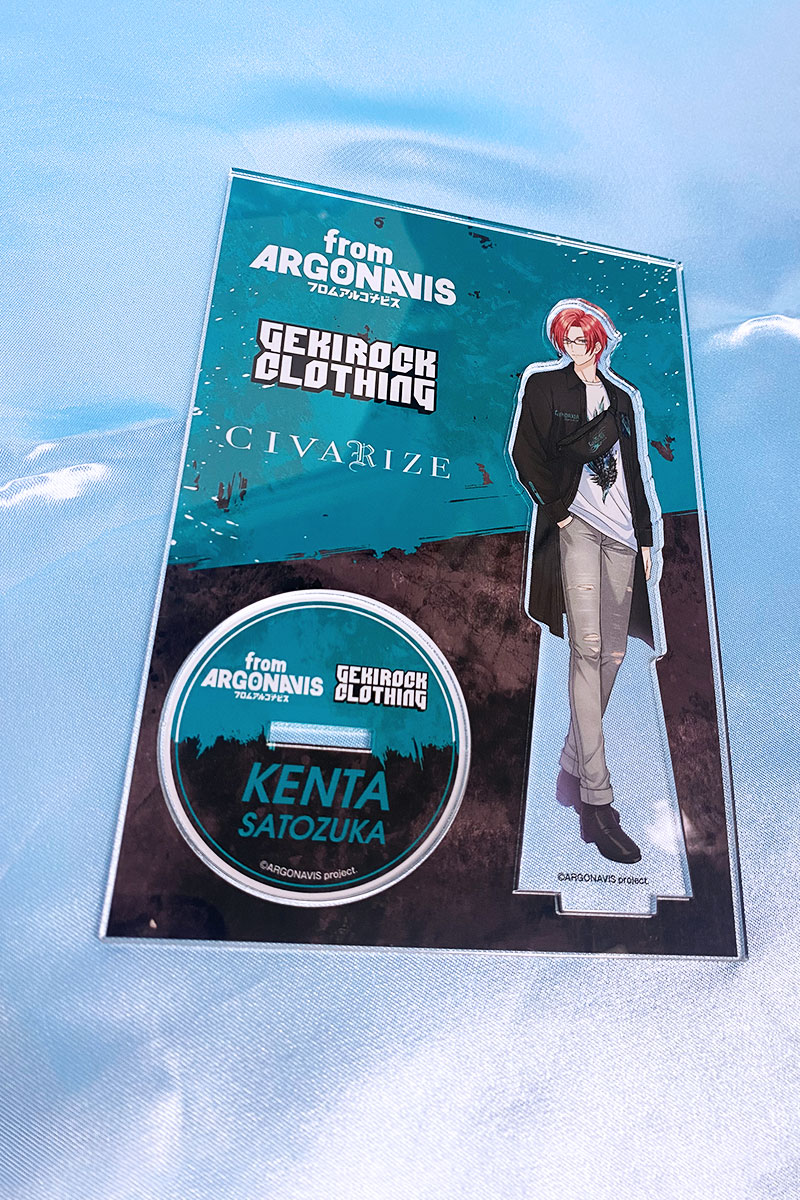 from
ARGONAVIS
フロムアルゴナビス
GEKIROCK
CLOTHING
CIVARIZE
from
ARGONAVIS
フロムアルゴナビス
GEKIROCK
CLOTHING
KENTA
SATOZUKA
©ARGONAVIS project.
©ARGONAVIS project.